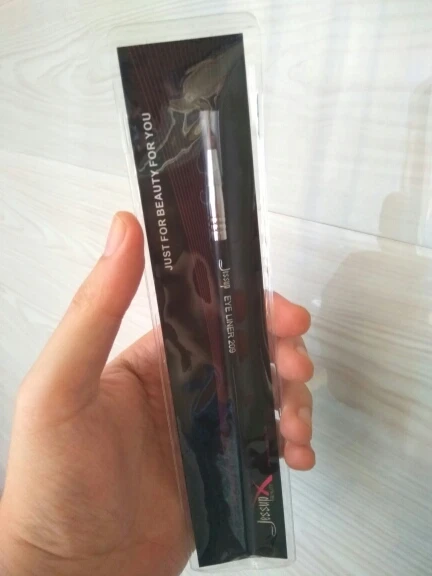 JUST FOR BEAUTY FOR YOU
Jessup
EYE LINER 209
Jessup